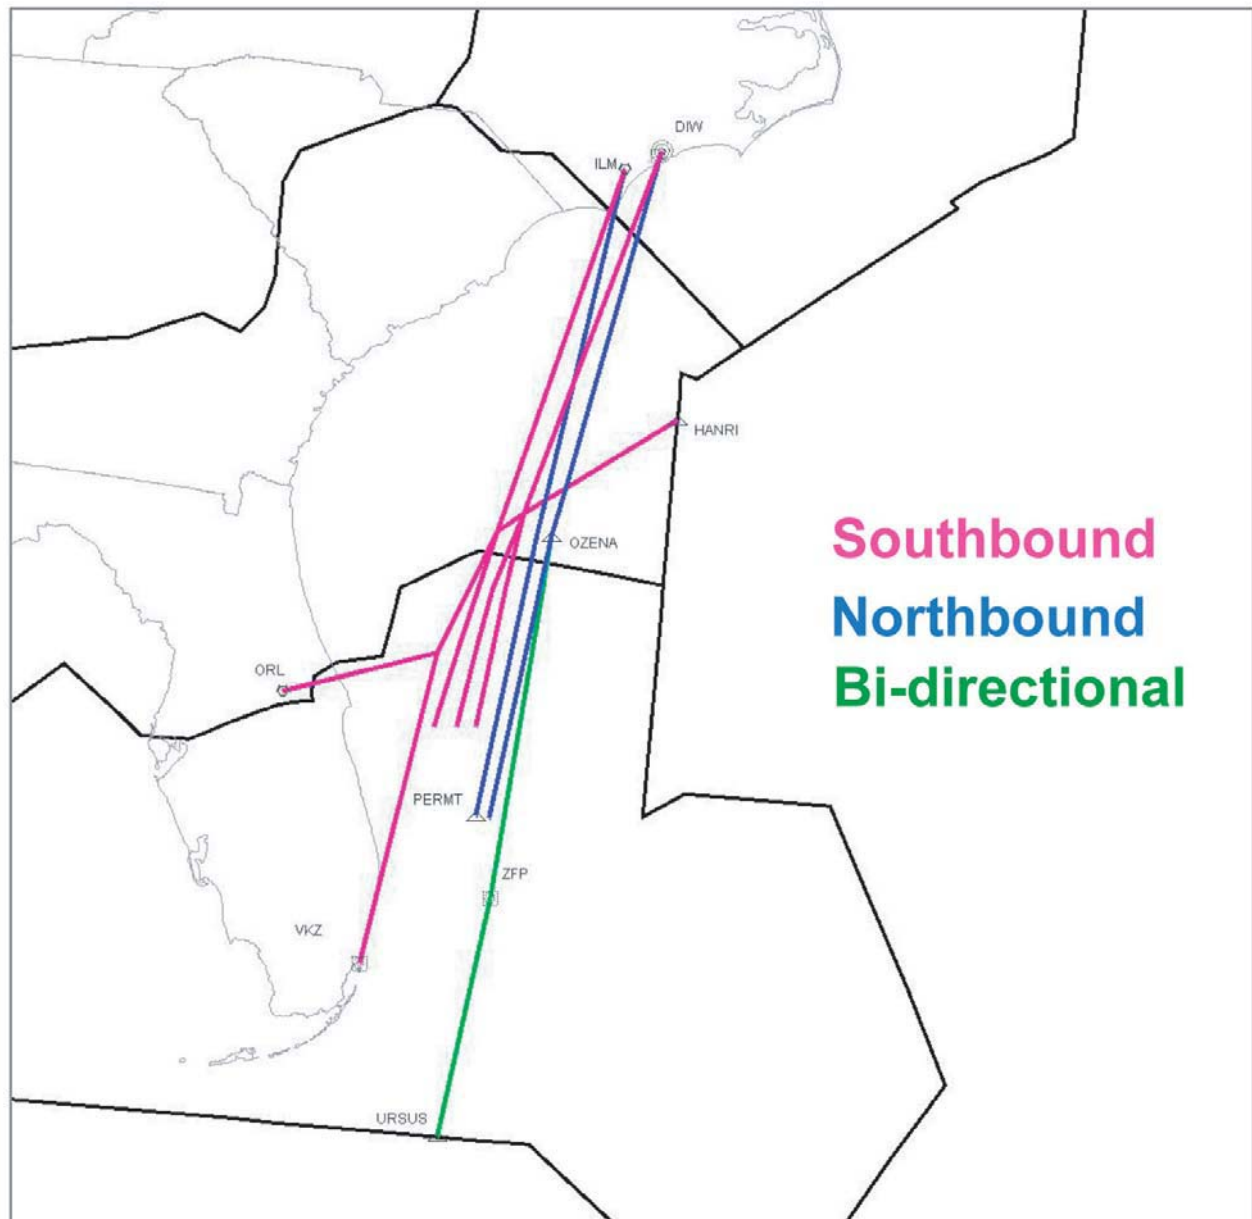 DIW
ILM
HANRI
Southbound
OZENA
Northbound
ORL
Bi-directional
PERMT
ZFP
VKZ
URSUS